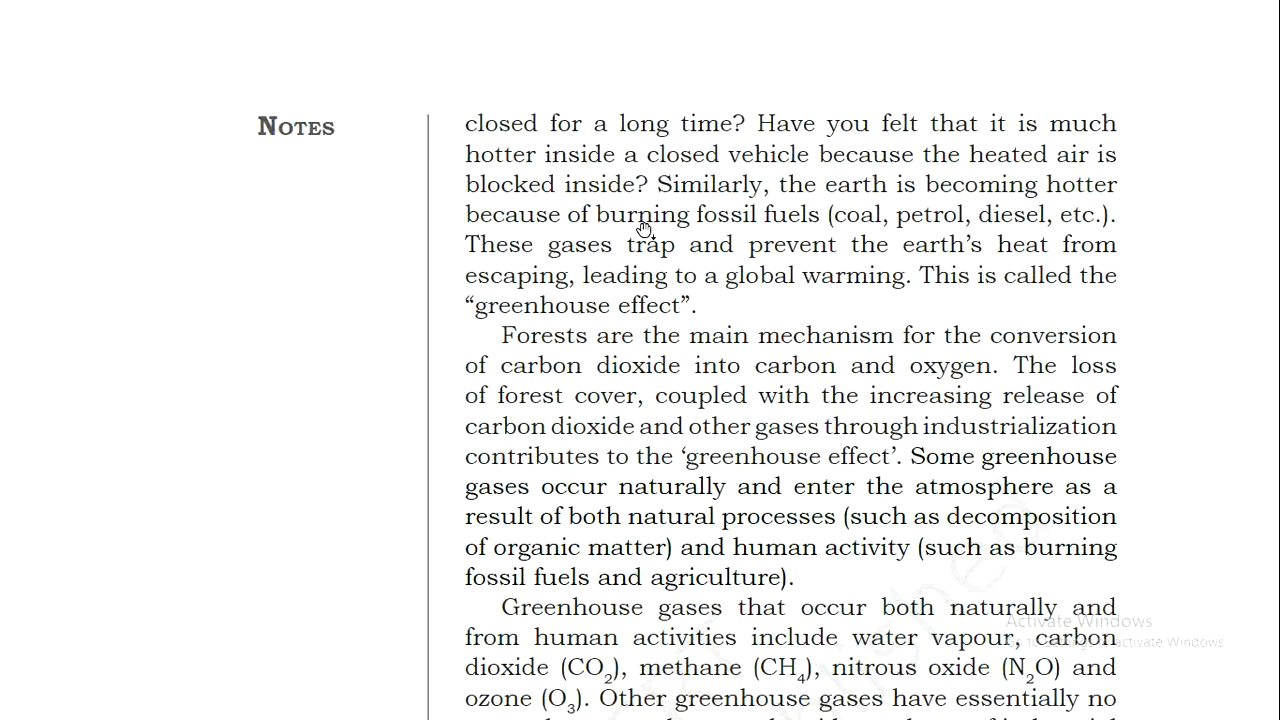 NOTES
closed for a long time? Have you felt that it is much
hotter inside a closed vehicle because the heated air is
blocked inside? Similarly, the earth is becoming hotter
because of burning fossil fuels (coal, petrol, diesel, etc.).
These gases trap and prevent the earth’s heat from
escaping, leading to a global warming. This is called the
“greenhouse effect”.
Forests are the main mechanism for the conversion
of carbon dioxide into carbon and oxygen. The loss
of forest cover, coupled with the increasing release of
carbon dioxide and other gases through industrialization
contributes to the ‘greenhouse effect’. Some greenhouse
gases occur naturally and enter the atmosphere as a
result of both natural processes (such as decomposition
of organic matter) and human activity (such as burning
fossil fuels and agriculture).
Greenhouse gases that occur both naturally and
from human activities include water vapour, carbon
dioxide (CO₂), methane (CH₄), nitrous oxide (N₂O) and
ozone (O₃). Other greenhouse gases have essentially no
Activate Windows
Go to Settings to activate Windows